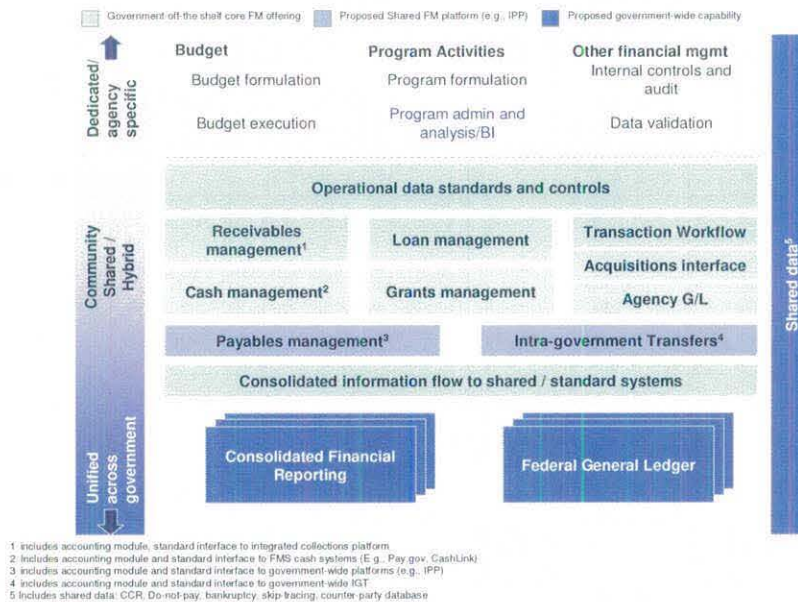 Government-off-the shelf core FM offering
Proposed Shared FM platform (e.g., IPP)
Proposed government-wide capability
Dedicated/
agency
specific
Budget
Program Activities
Other financial mgmt
Budget formulation
Program formulation
Internal controls and
audit
Budget execution
Program admin and
analysis/BI
Data validation
Community
Shared /
Hybrid
Operational data standards and controls
Receivables
management1
Loan management
Transaction Workflow
Acquisitions interface
Cash management2
Grants management
Agency G/L
Payables management3
Intra-government Transfers4
Consolidated information flow to shared / standard systems
Unified
across
government
Consolidated Financial
Reporting
Federal General Ledger
Shared data5
1 includes accounting module, standard interface to integrated collections platform
2 Includes accounting module and standard interface to FMS cash systems (E.g., Pay.gov, CashLink)
3 includes accounting module and standard interface to government-wide platforms (e.g., IPP)
4 includes accounting module and standard interface to government-wide IGT
5 Includes shared data: CCR, Do-not-pay, bankruptcy, skip-tracing, counter-party database